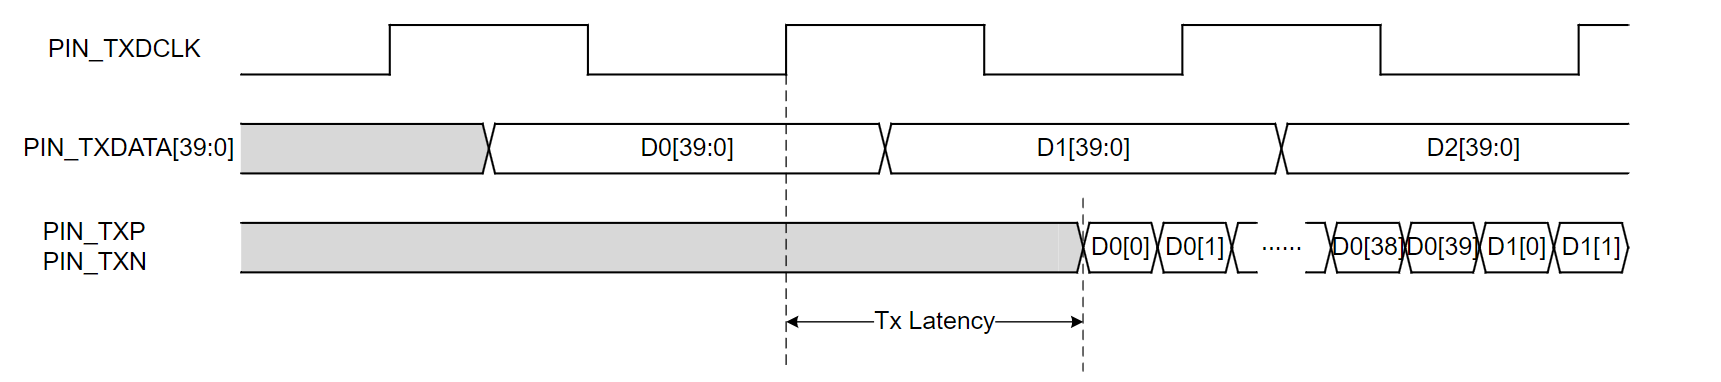 PIN_TXDCLK
PIN_TXDATA[39:0] D0[39:0] D1[39:0] D2[39:0]
PIN_TXP
PIN_TXN
D0[0] D0[1] ...... D0[38] D0[39] D1[0] D1[1]
Tx Latency